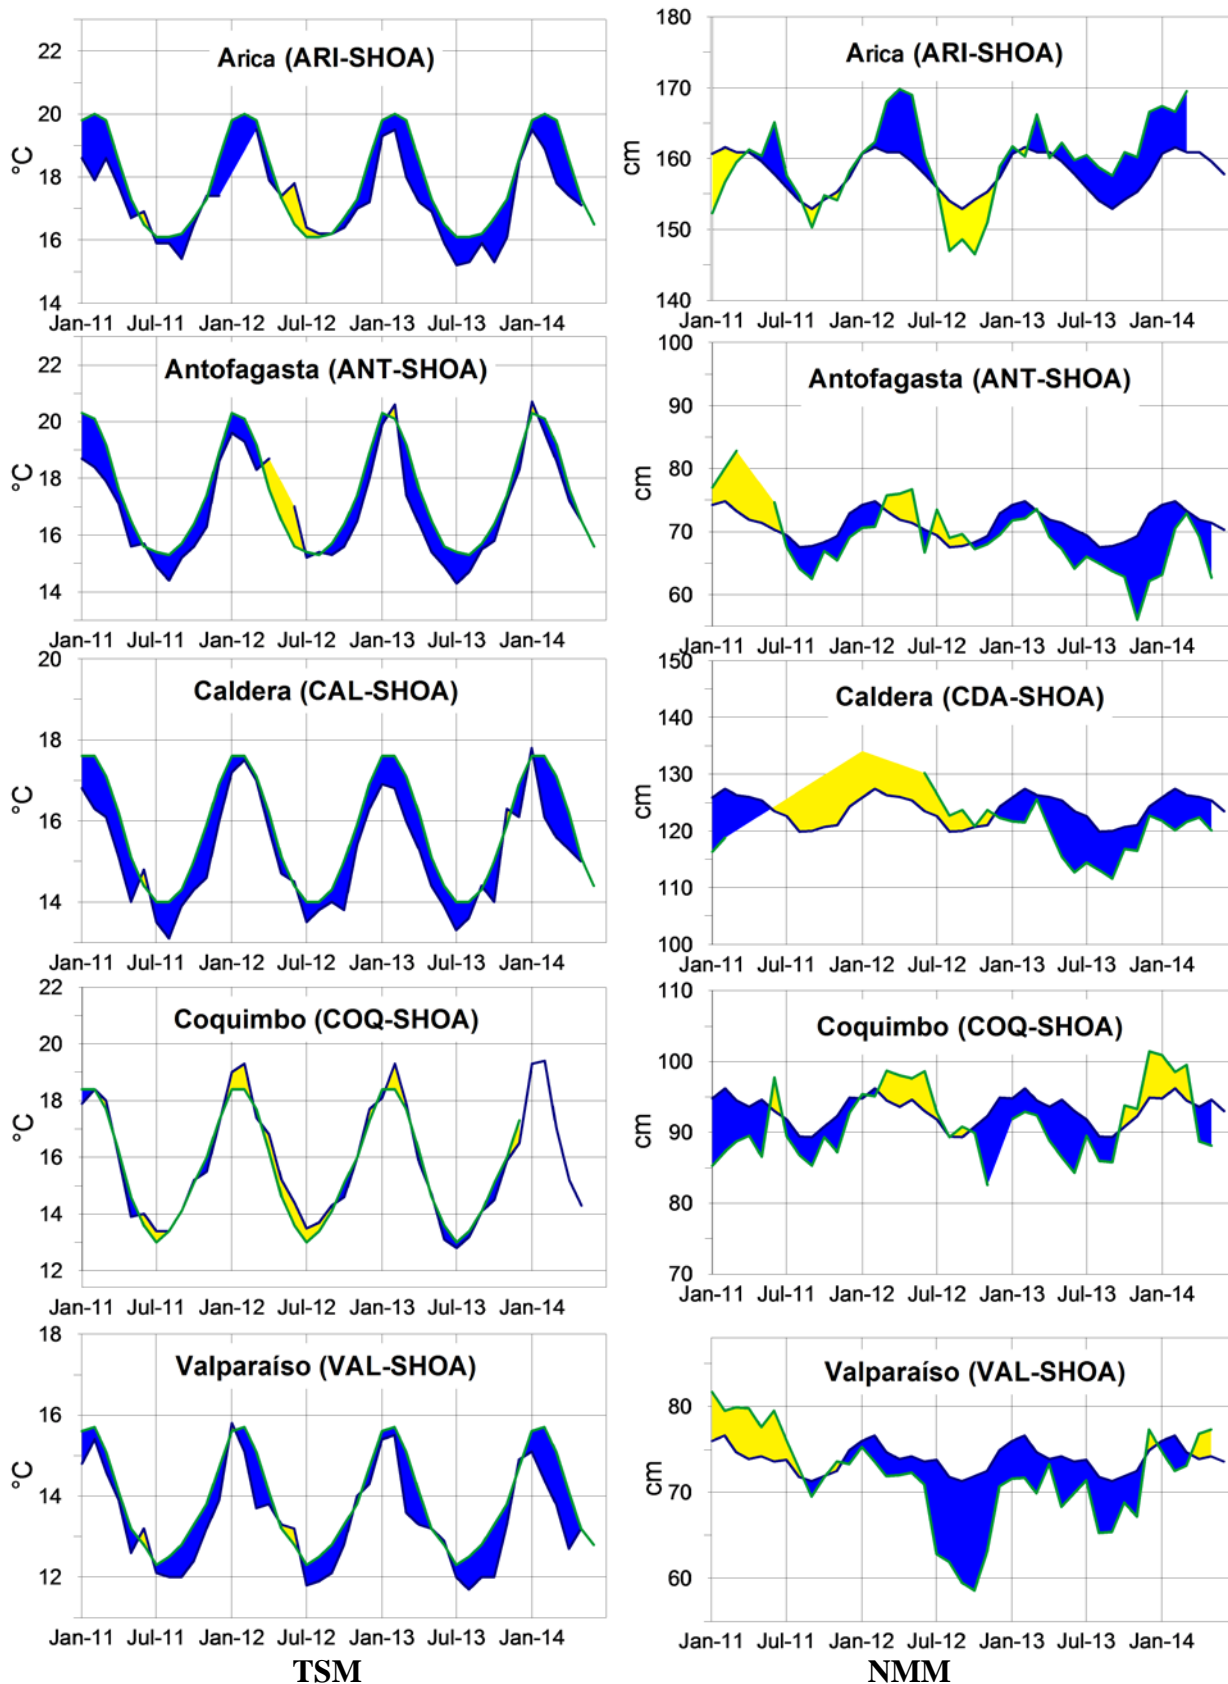 Arica (ARI-SHOA)
°C
22
20
18
16
14
Jan-11 Jul-11 Jan-12 Jul-12 Jan-13 Jul-13 Jan-14
Arica (ARI-SHOA)
cm
180
170
160
150
140
Jan-11 Jul-11 Jan-12 Jul-12 Jan-13 Jul-13 Jan-14
Antofagasta (ANT-SHOA)
°C
22
20
18
16
14
Jan-11 Jul-11 Jan-12 Jul-12 Jan-13 Jul-13 Jan-14
Antofagasta (ANT-SHOA)
cm
100
90
80
70
60
Jan-11 Jul-11 Jan-12 Jul-12 Jan-13 Jul-13 Jan-14
Caldera (CAL-SHOA)
°C
20
18
16
14
Jan-11 Jul-11 Jan-12 Jul-12 Jan-13 Jul-13 Jan-14
Caldera (CDA-SHOA)
cm
150
140
130
120
110
100
Jan-11 Jul-11 Jan-12 Jul-12 Jan-13 Jul-13 Jan-14
Coquimbo (COQ-SHOA)
°C
22
20
18
16
14
12
Jan-11 Jul-11 Jan-12 Jul-12 Jan-13 Jul-13 Jan-14
Coquimbo (COQ-SHOA)
cm
110
100
90
80
70
Jan-11 Jul-11 Jan-12 Jul-12 Jan-13 Jul-13 Jan-14
Valparaíso (VAL-SHOA)
°C
18
16
14
12
Jan-11 Jul-11 Jan-12 Jul-12 Jan-13 Jul-13 Jan-14
Valparaíso (VAL-SHOA)
cm
80
70
60
Jan-11 Jul-11 Jan-12 Jul-12 Jan-13 Jul-13 Jan-14
TSM
NMM